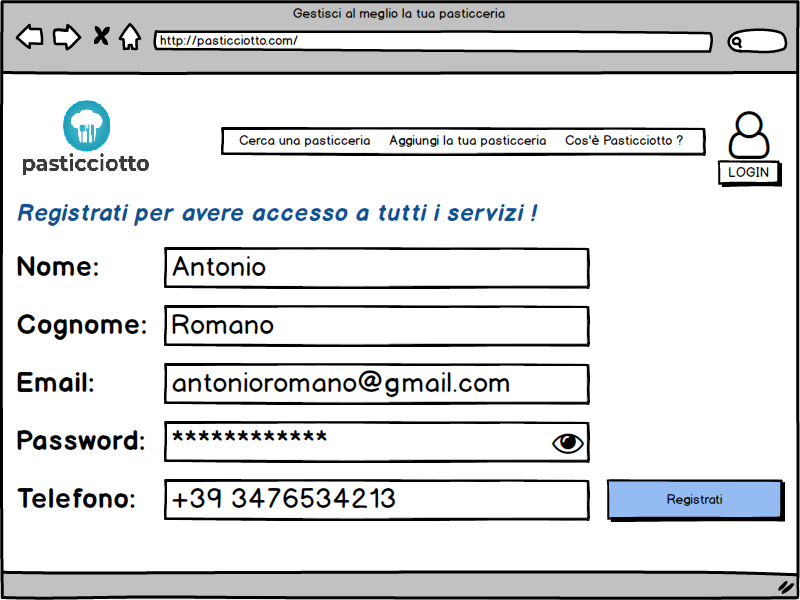 Gestisci al meglio la tua pasticceria
http://pasticciotto.com/
pasticciotto
Cerca una pasticceria Aggiungi la tua pasticceria Cos'è Pasticciotto ?
LOGIN
Registrati per avere accesso a tutti i servizi !
Nome: Antonio
Cognome: Romano
Email: antonioromano@gmail.com
Password: ************
Telefono: +39 3476534213
Registrati